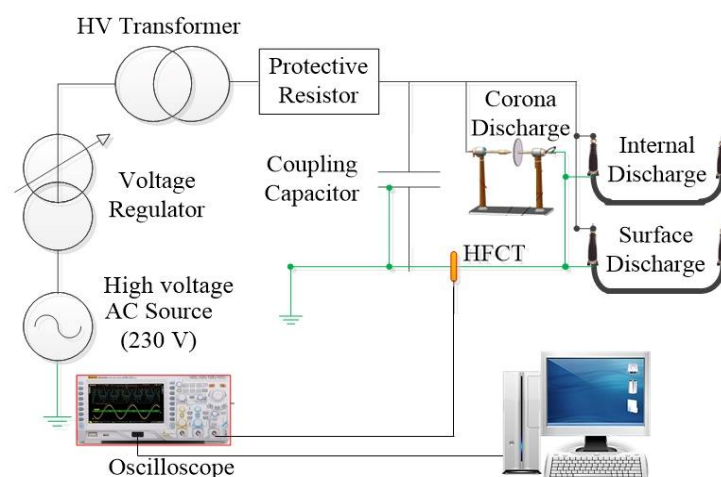 HV Transformer
Protective
Resistor
Corona
Discharge
Internal
Discharge
Coupling
Capacitor
Voltage
Regulator
Surface
Discharge
HFCT
High voltage
AC Source
(230 V)
Oscilloscope